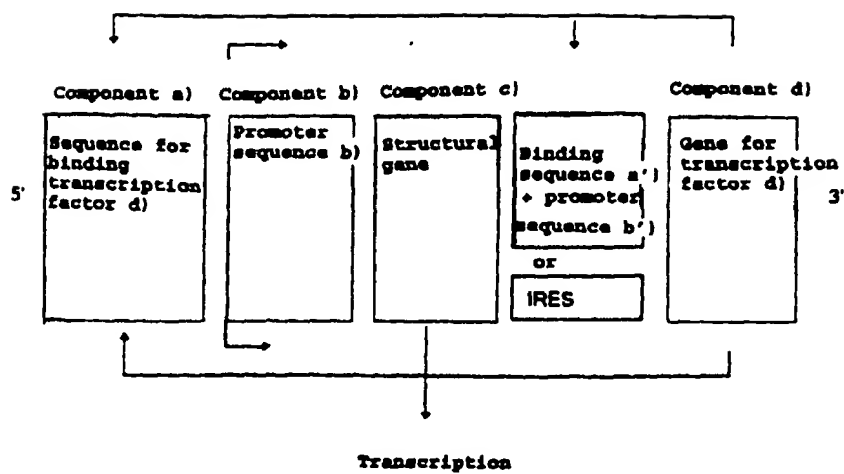 Component a) Component b) Component c) Component d)
5'
Sequence for
binding
transcription
factor d)
Promoter
sequence b)
Structural
gene
Binding
sequence a')
+ promoter
sequence b')
or
IRES
Gene for
transcription
factor d)
3'
Transcription